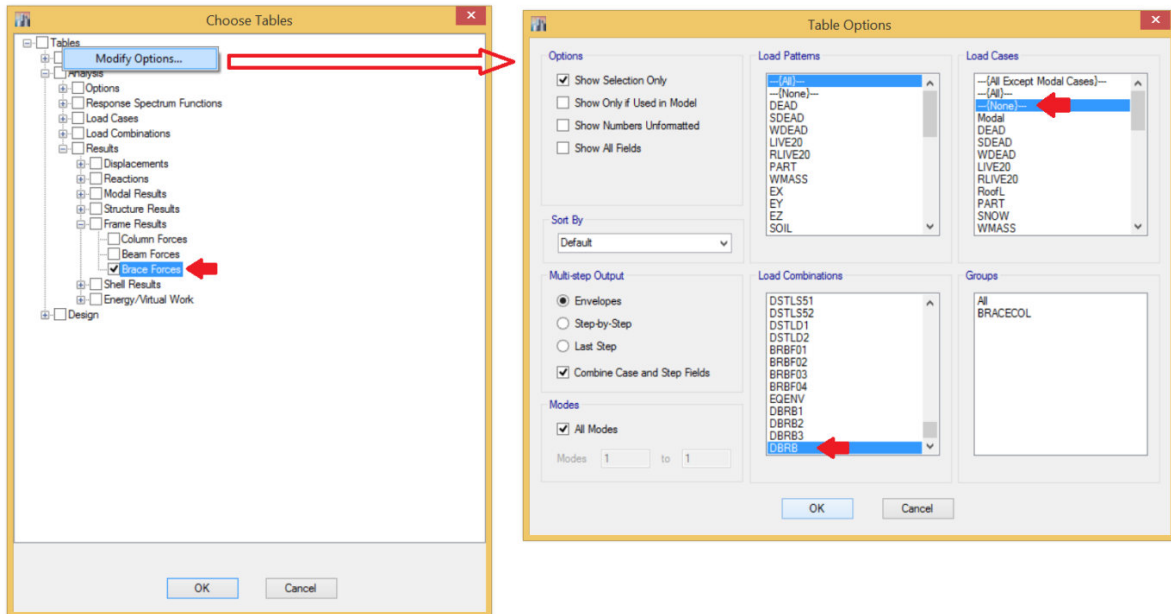 Choose Tables
Tables
Modify Options...
Analysis
Options
Response Spectrum Functions
Load Cases
Load Combinations
Results
Displacements
Reactions
Modal Results
Structure Results
Frame Results
Column Forces
Beam Forces
Brace Forces
Shell Results
Energy/Virtual Work
Design
OK
Cancel
Table Options
Options
Show Selection Only
Show Only if Used in Model
Show Numbers Unformatted
Show All Fields
Sort By
Default
Multi-step Output
Envelopes
Step-by-Step
Last Step
Combine Case and Step Fields
Modes
All Modes
Modes 1 to 1
Load Patterns
---{All}---
---{None}---
DEAD
SDEAD
WDEAD
LIVE20
RLIVE20
PART
WMASS
EX
EY
EZ
SOIL
Load Combinations
DSTLS51
DSTLS52
DSTLD1
DSTLD2
BRBF01
BRBF02
BRBF03
BRBF04
EQENV
DBRB1
DBRB2
DBRB3
DBRB
Load Cases
---{All Except Modal Cases}---
---{All}---
---{None}---
Modal
DEAD
SDEAD
WDEAD
LIVE20
RLIVE20
RoofL
PART
SNOW
WMASS
Groups
All
BRACECOL
OK
Cancel